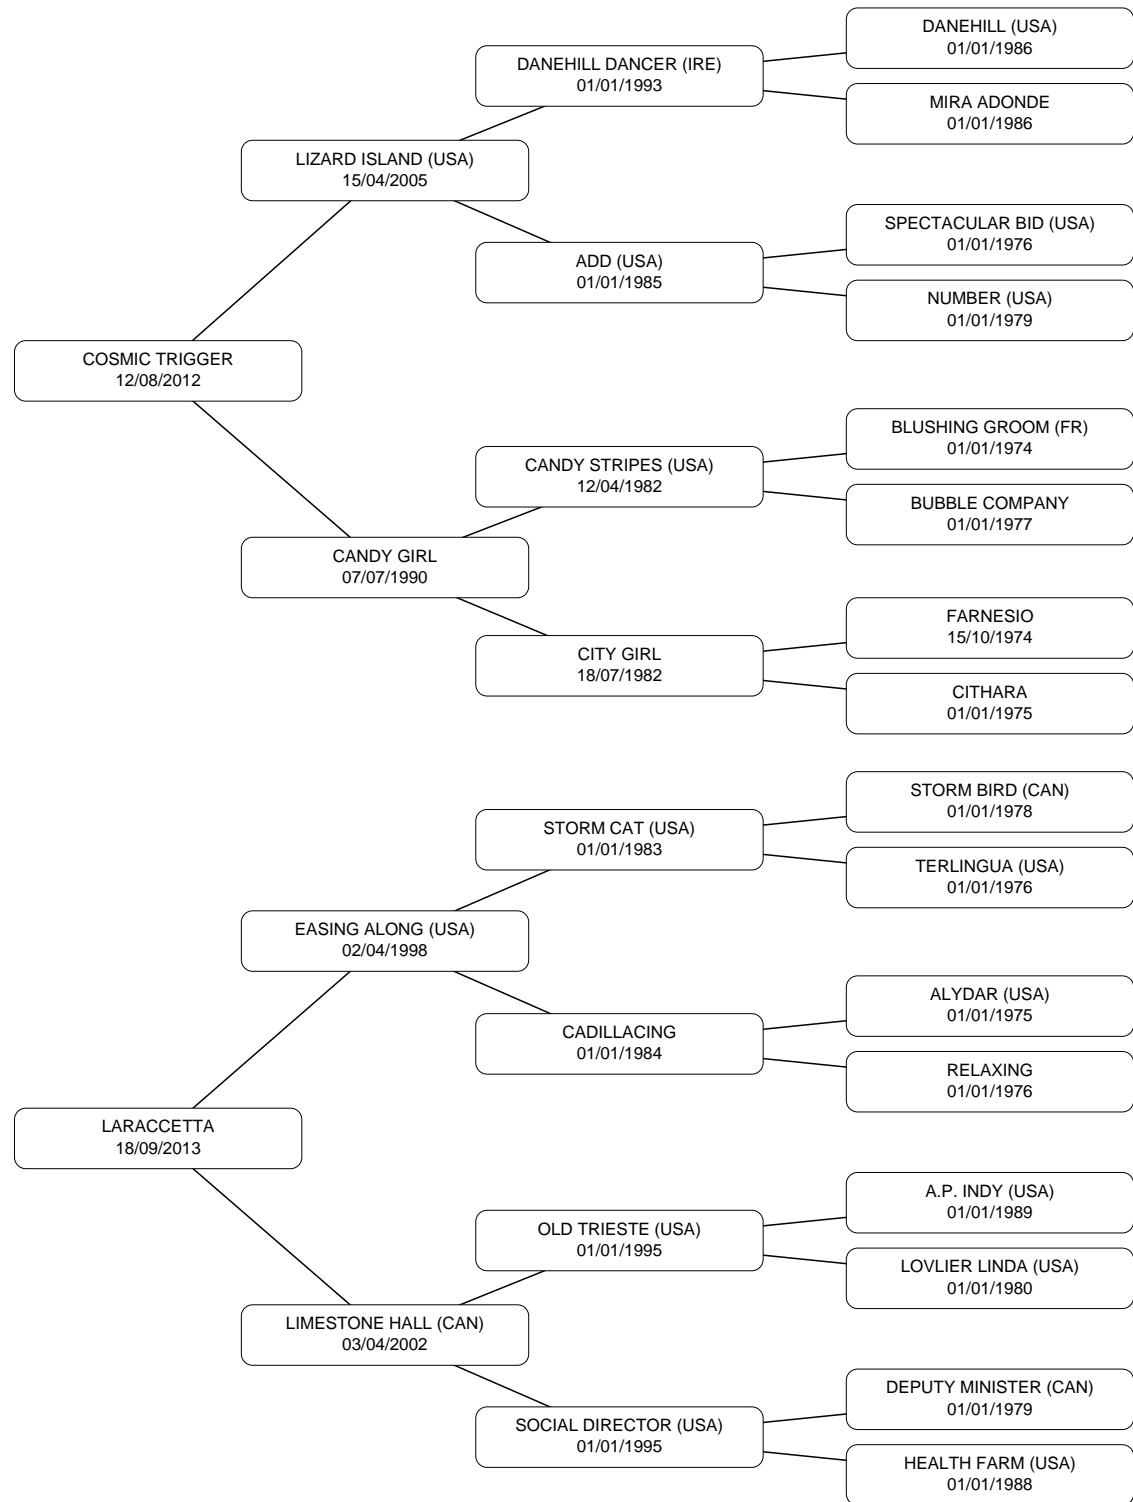 DANEHILL (USA)
01/01/1986
DANEHILL DANCER (IRE)
01/01/1993
MIRA ADONDE
01/01/1986
LIZARD ISLAND (USA)
15/04/2005
SPECTACULAR BID (USA)
01/01/1976
ADD (USA)
01/01/1985
NUMBER (USA)
01/01/1979
COSMIC TRIGGER
12/08/2012
BLUSHING GROOM (FR)
01/01/1974
CANDY STRIPES (USA)
12/04/1982
BUBBLE COMPANY
01/01/1977
CANDY GIRL
07/07/1990
FARNESIO
15/10/1974
CITY GIRL
18/07/1982
CITHARA
01/01/1975
STORM BIRD (CAN)
01/01/1978
STORM CAT (USA)
01/01/1983
TERLINGUA (USA)
01/01/1976
EASING ALONG (USA)
02/04/1998
ALYDAR (USA)
01/01/1975
CADILLACING
01/01/1984
RELAXING
01/01/1976
LARACCETTA
18/09/2013
A.P. INDY (USA)
01/01/1989
OLD TRIESTE (USA)
01/01/1995
LOVLIER LINDA (USA)
01/01/1980
LIMESTONE HALL (CAN)
03/04/2002
DEPUTY MINISTER (CAN)
01/01/1979
SOCIAL DIRECTOR (USA)
01/01/1995
HEALTH FARM (USA)
01/01/1988